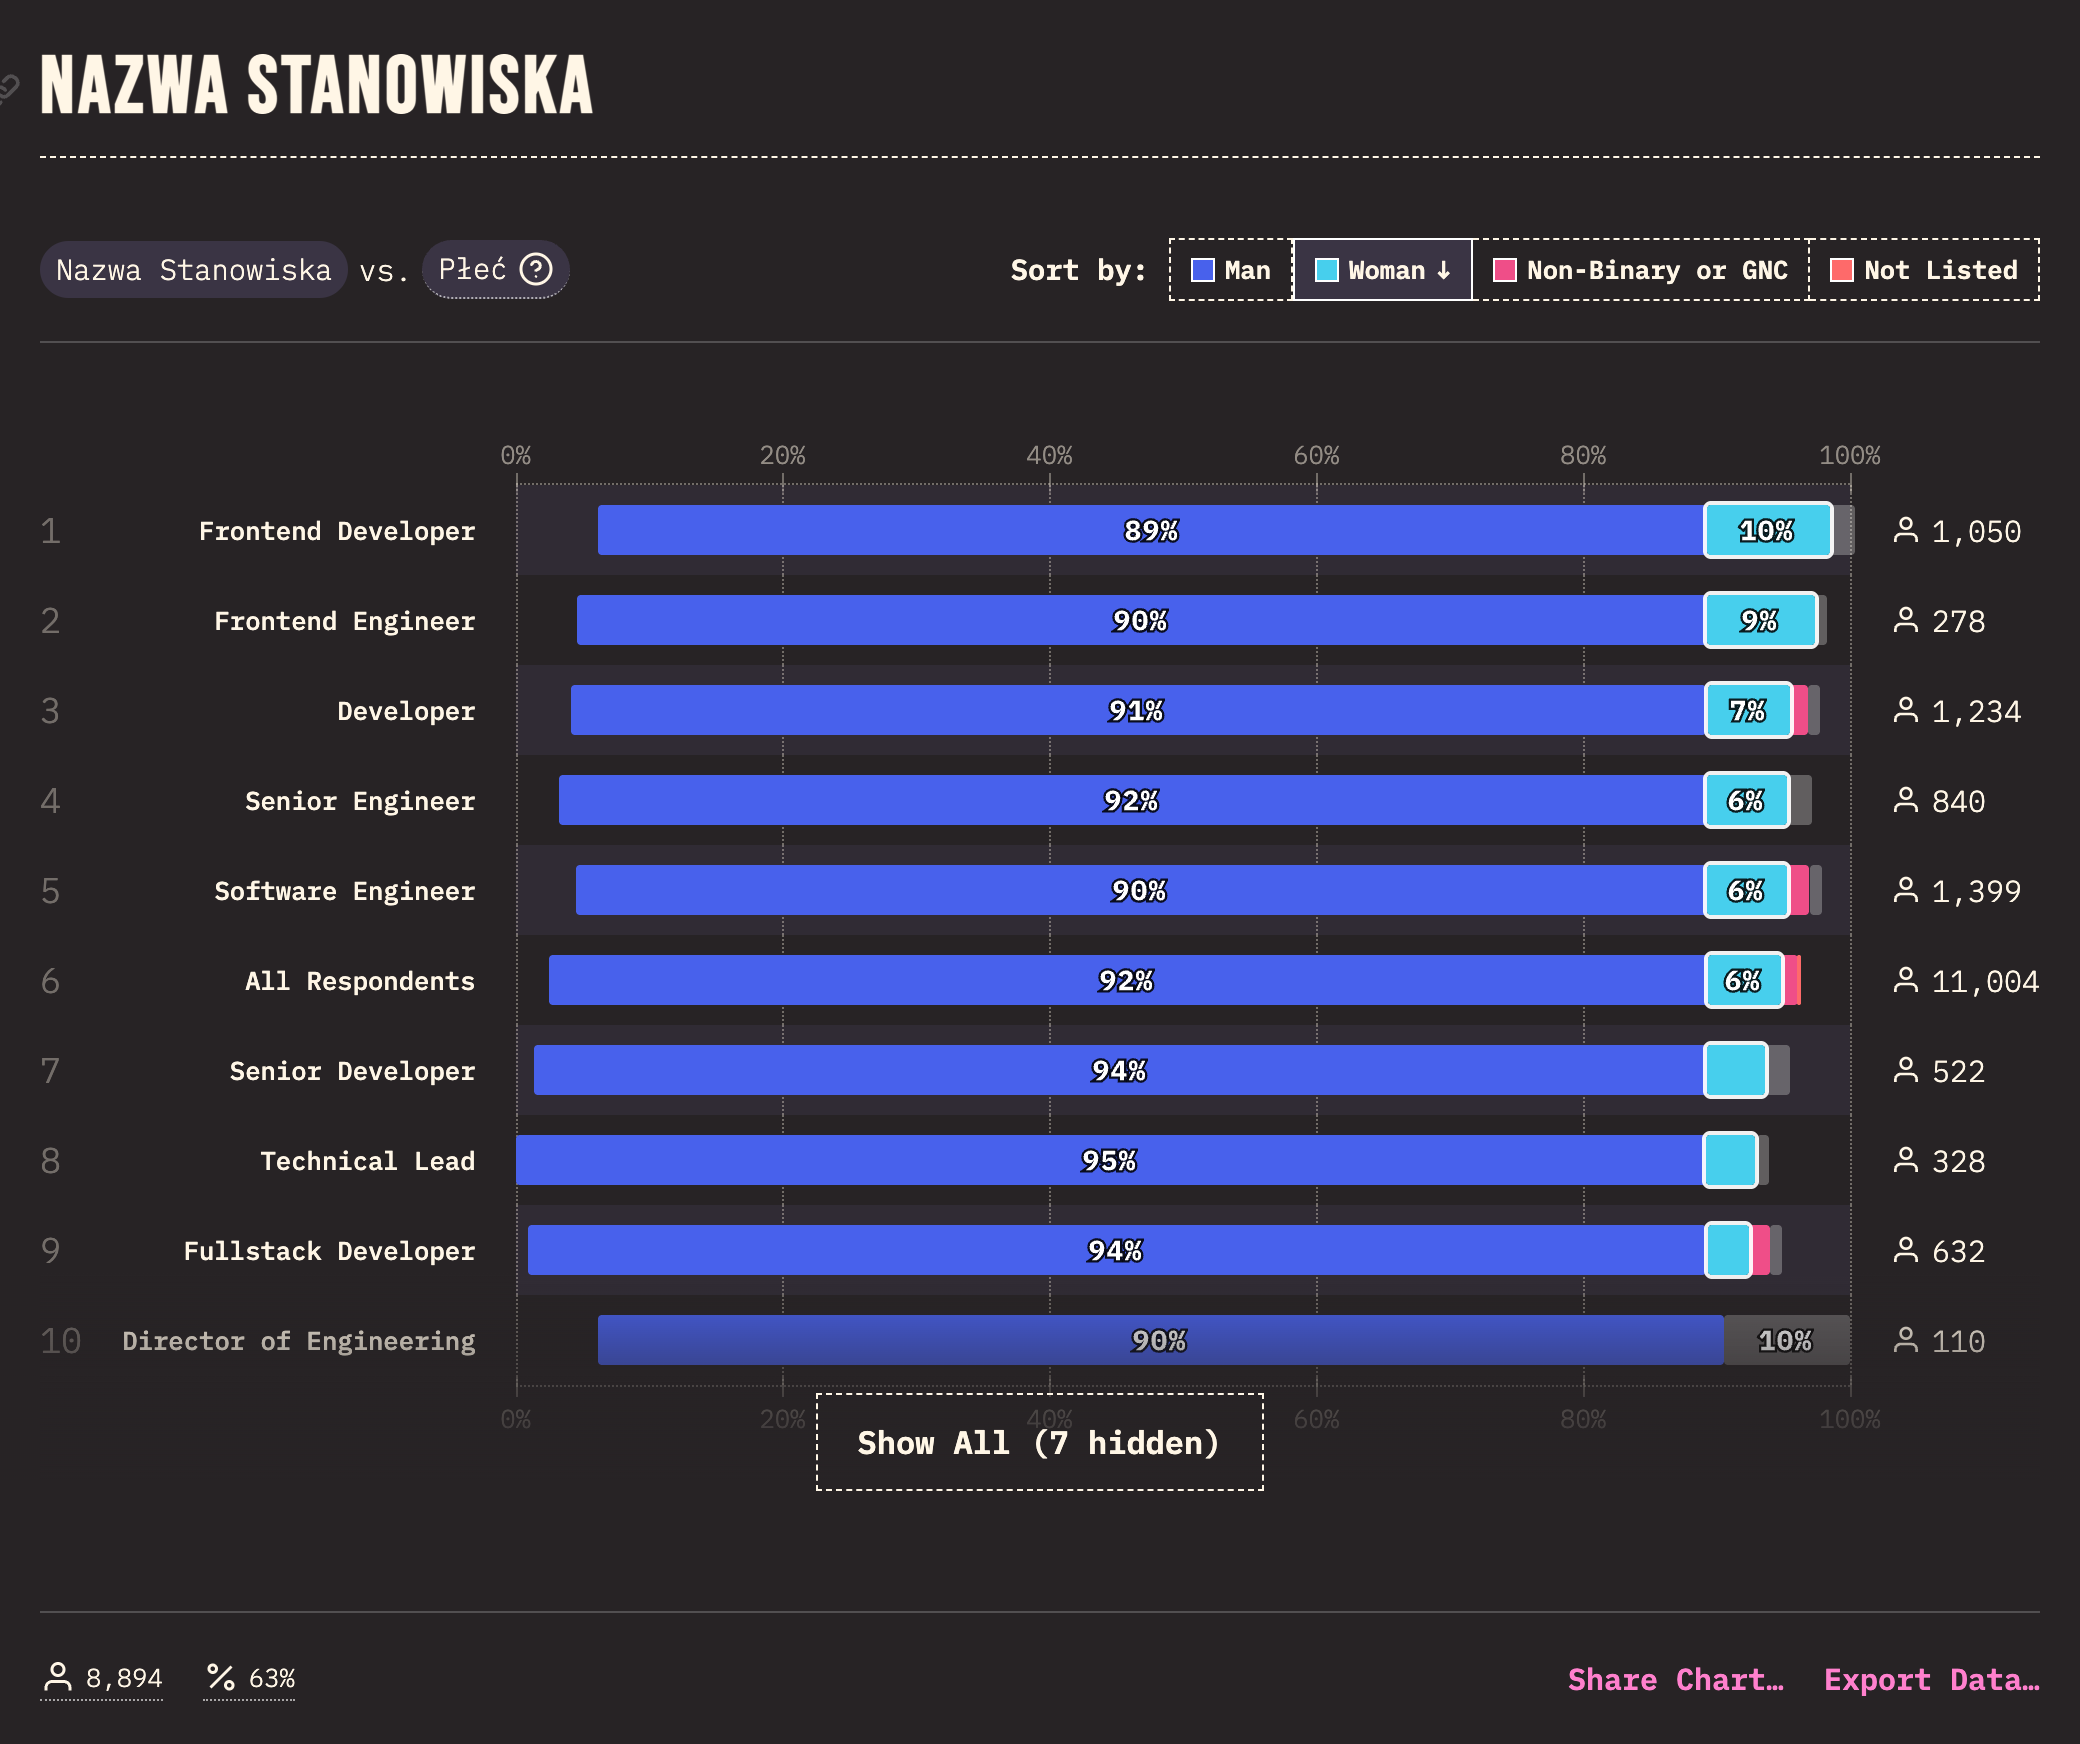 NAZWA STANOWISKA
Nazwa Stanowiska vs. Płeć ?
Sort by: Man Woman ↓ Non-Binary or GNC Not Listed
0% 20% 40% 60% 80% 100%
1 Frontend Developer 89% 10% 1,050
2 Frontend Engineer 90% 9% 278
3 Developer 91% 7% 1,234
4 Senior Engineer 92% 6% 840
5 Software Engineer 90% 6% 1,399
6 All Respondents 92% 6% 11,004
7 Senior Developer 94% 522
8 Technical Lead 95% 328
9 Fullstack Developer 94% 632
10 Director of Engineering 90% 10% 110
0% 20% 40% 60% 80% 100%
Show All (7 hidden)
8,894 % 63%
Share Chart… Export Data…